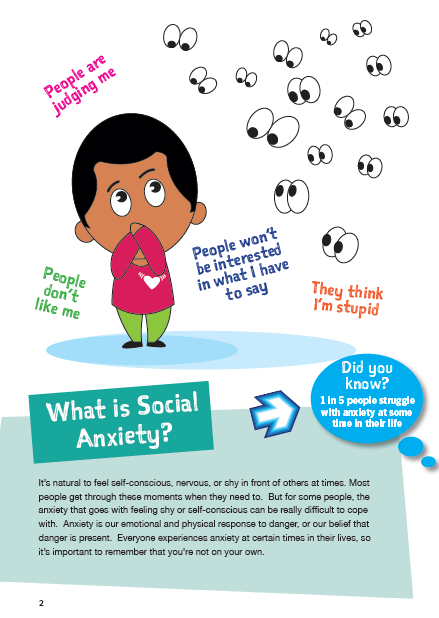 People are
judging me
People won't
be interested
in what I have
to say
People
don't
like me
They think
I'm stupid
Did you
know?
1 in 5 people struggle
with anxiety at some
time in their life
What is Social
Anxiety?
It's natural to feel self-conscious, nervous, or shy in front of others at times. Most
people get through these moments when they need to. But for some people, the
anxiety that goes with feeling shy or self-conscious can be really difficult to cope
with. Anxiety is our emotional and physical response to danger, or our belief that
danger is present. Everyone experiences anxiety at certain times in their lives, so
it's important to remember that you're not on your own.
2